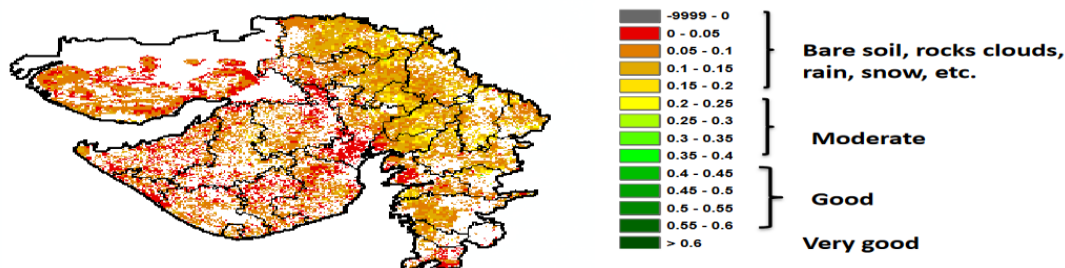 -9999 - 0
0 - 0.05
0.05 - 0.1
0.1 - 0.15
0.15 - 0.2
0.2 - 0.25
0.25 - 0.3
0.3 - 0.35
0.35 - 0.4
0.4 - 0.45
0.45 - 0.5
0.5 - 0.55
0.55 - 0.6
> 0.6
Bare soil, rocks clouds,
rain, snow, etc.
Moderate
Good
Very good